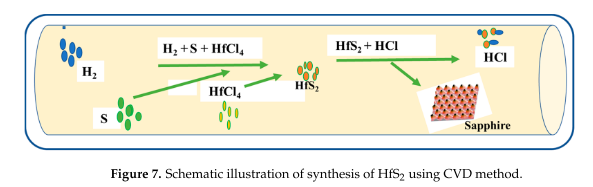 H₂ + S + HfCl₄
HfS₂ + HCl
H₂
HCl
HfCl₄
HfS₂
S
Sapphire
Figure 7. Schematic illustration of synthesis of HfS₂ using CVD method.